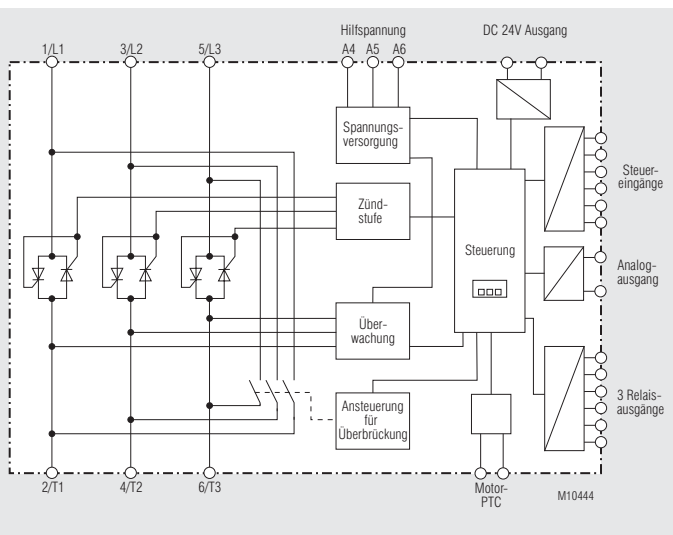 Hilfspannung
DC 24V Ausgang
1/L1
3/L2
5/L3
A4
A5
A6
Spannungs-
versorgung
Steuer-
eingänge
Zünd-
stufe
Steuerung
Analog-
ausgang
Über-
wachung
3 Relais-
ausgänge
Ansteuerung
für
Überbrückung
2/T1
4/T2
6/T3
Motor-
PTC
M10444